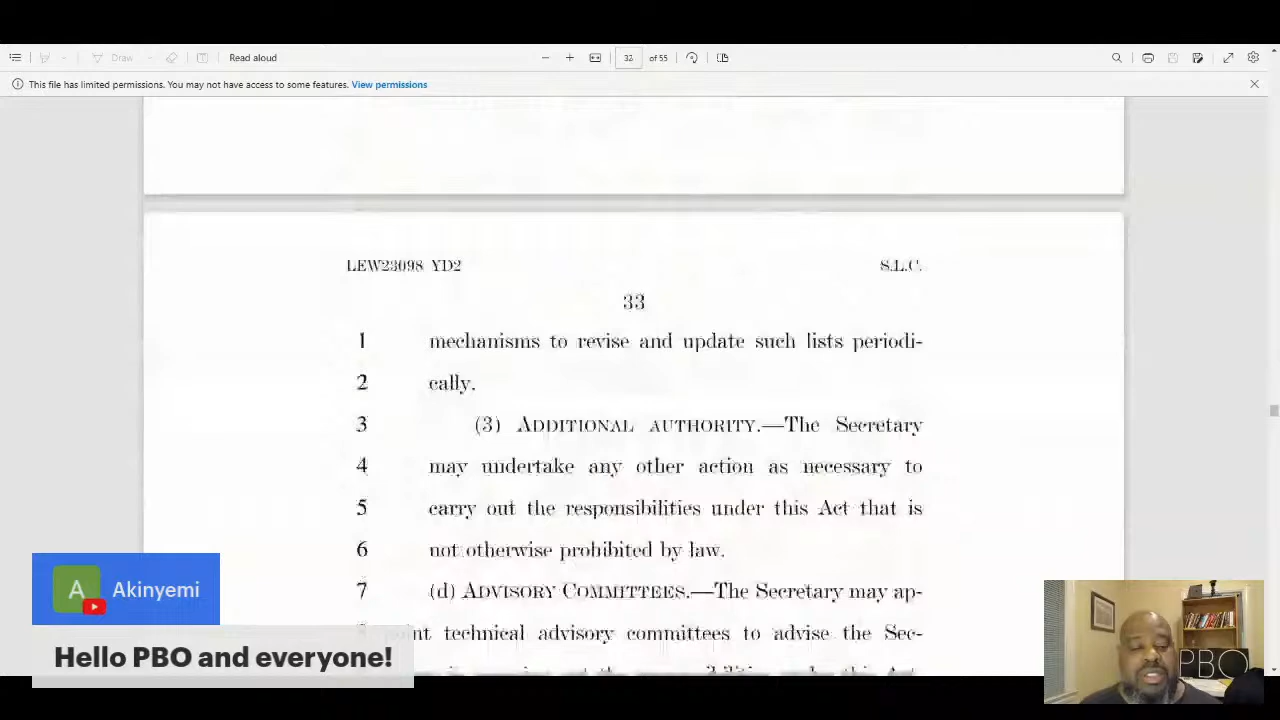 Draw
Read aloud
32 of 55
This file has limited permissions. You may not have access to some features. View permissions
LEW23098 YD2 S.L.C.
33
1 mechanisms to revise and update such lists periodi-
2 cally.
3 (3) ADDITIONAL AUTHORITY.—The Secretary
4 may undertake any other action as necessary to
5 carry out the responsibilities under this Act that is
6 not otherwise prohibited by law.
7 (d) ADVISORY COMMITTEES.—The Secretary may ap-
technical advisory committees to advise the Sec-
A Akinyemi
Hello PBO and everyone!
PBO